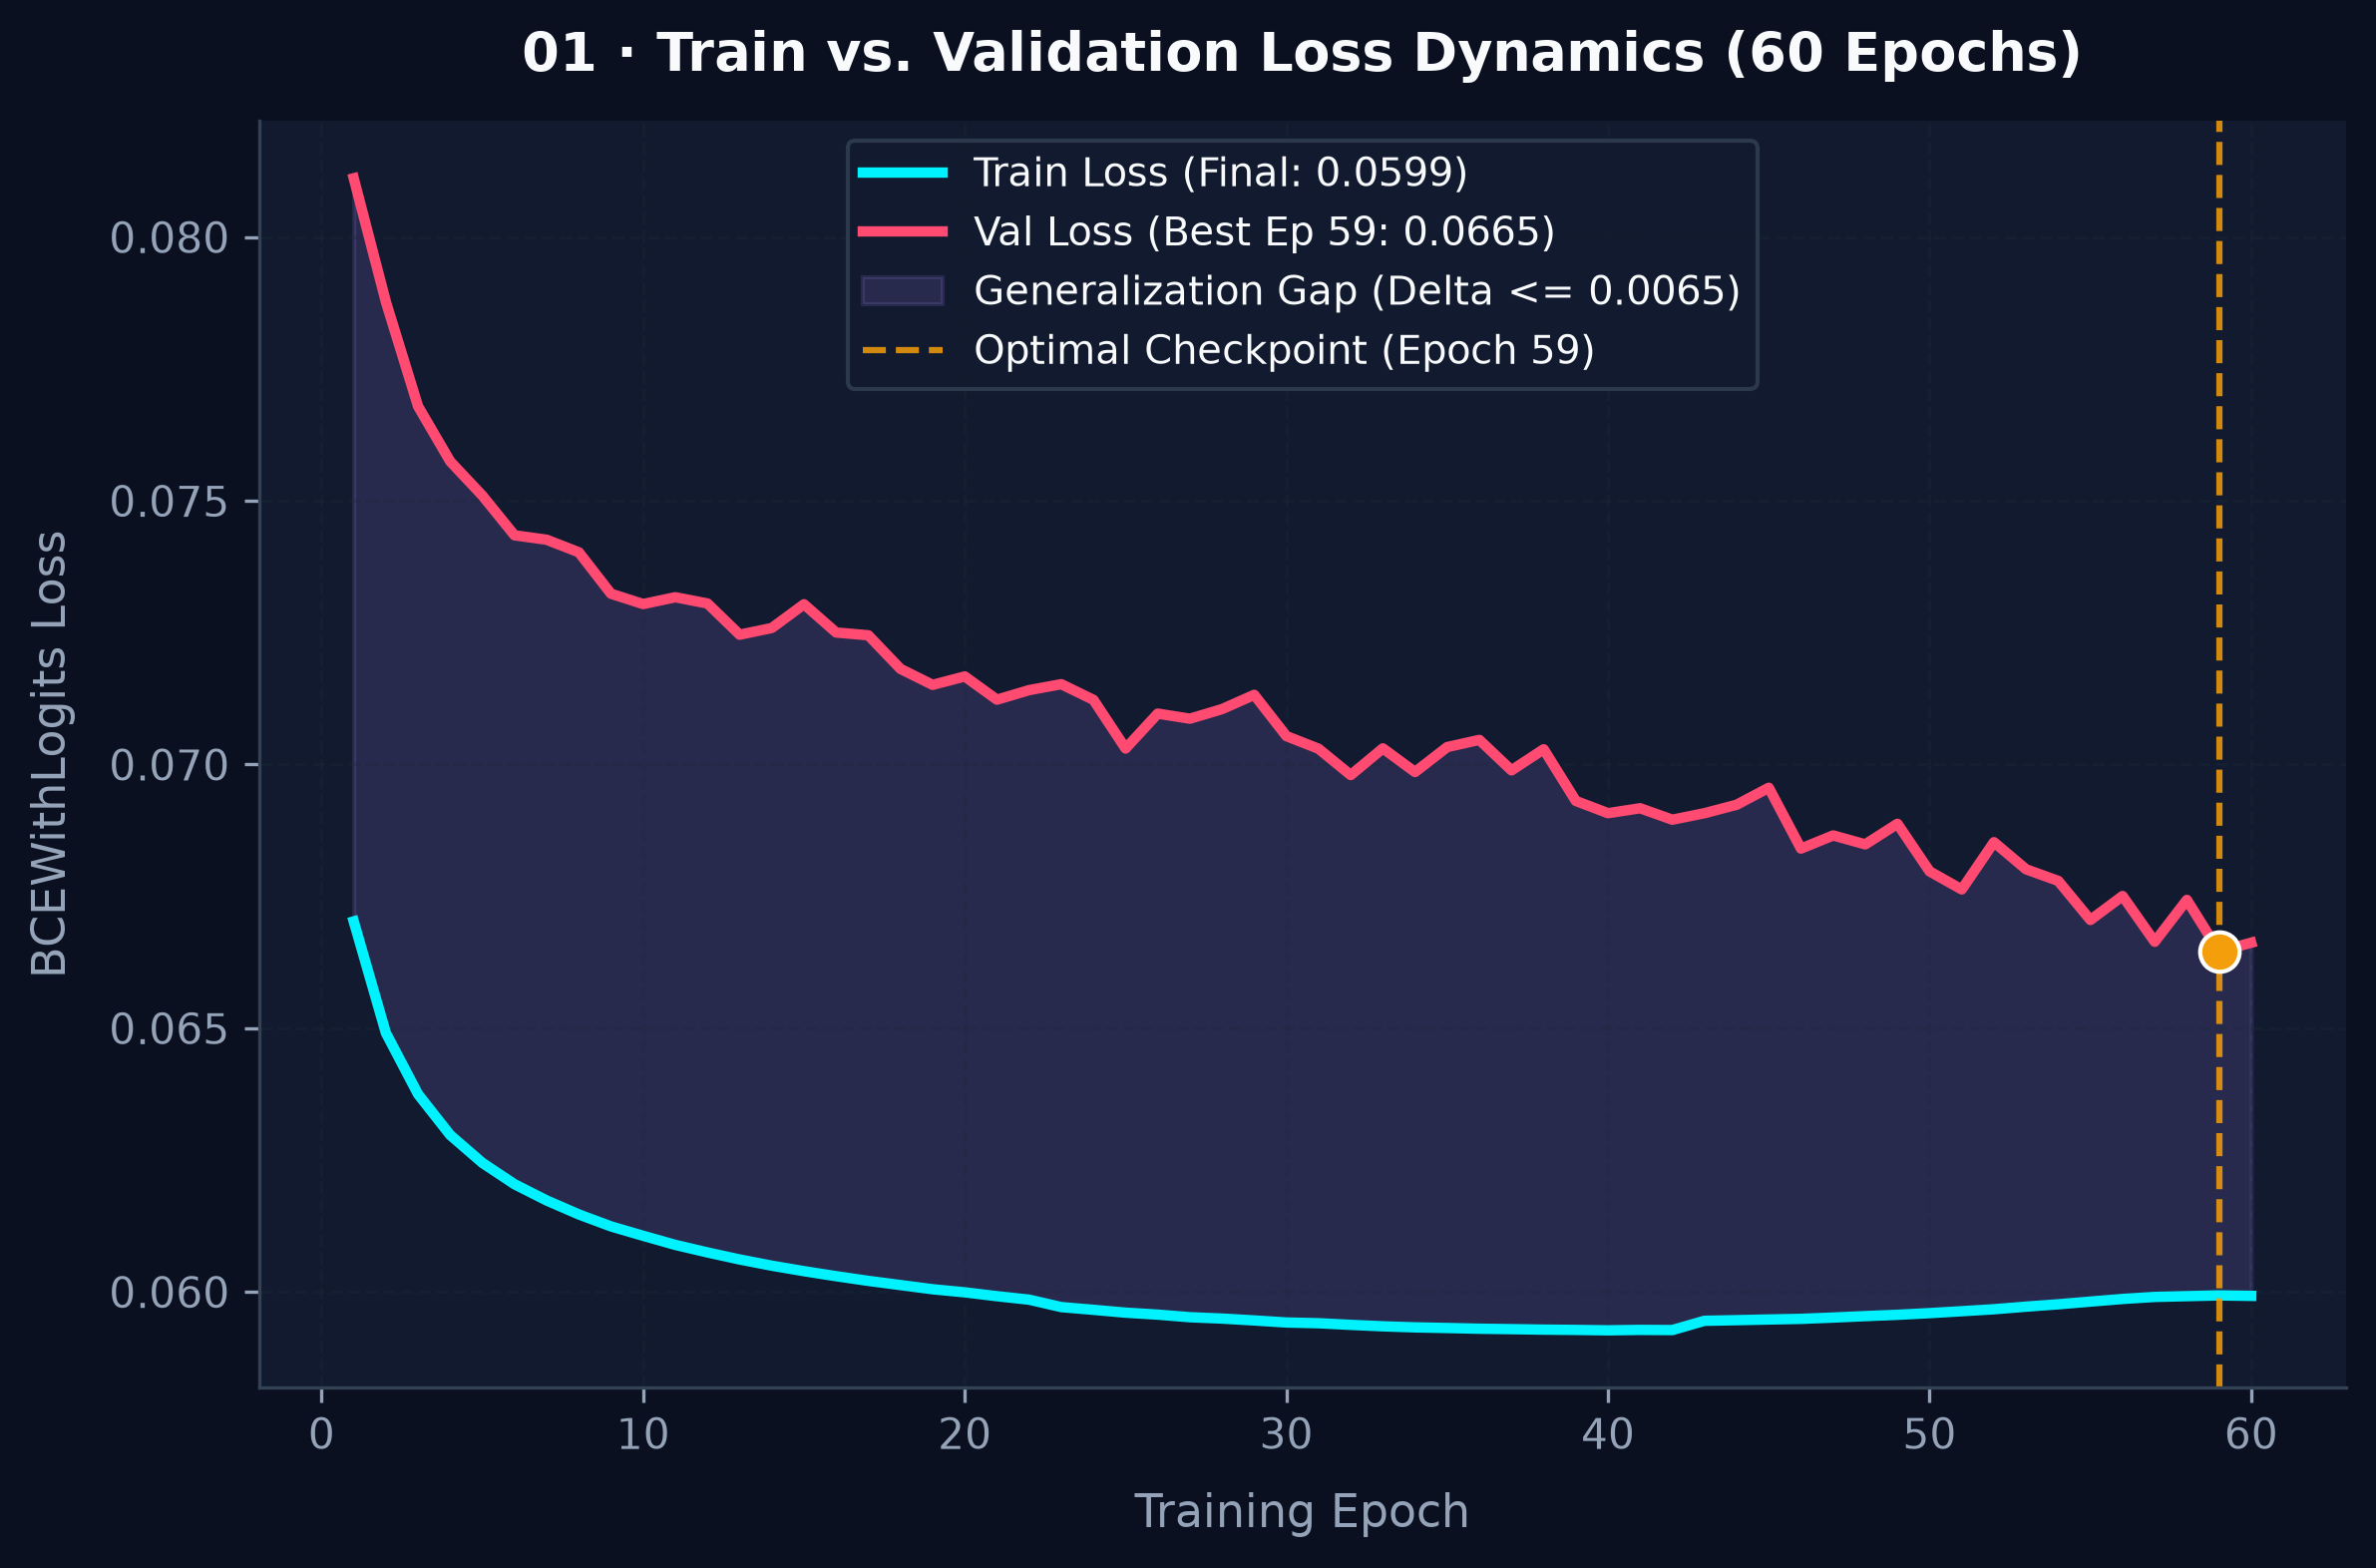 01 · Train vs. Validation Loss Dynamics (60 Epochs)
Train Loss (Final: 0.0599)
Val Loss (Best Ep 59: 0.0665)
Generalization Gap (Delta <= 0.0065)
Optimal Checkpoint (Epoch 59)
BCEWithLogits Loss
0.080
0.075
0.070
0.065
0.060
0 10 20 30 40 50 60
Training Epoch